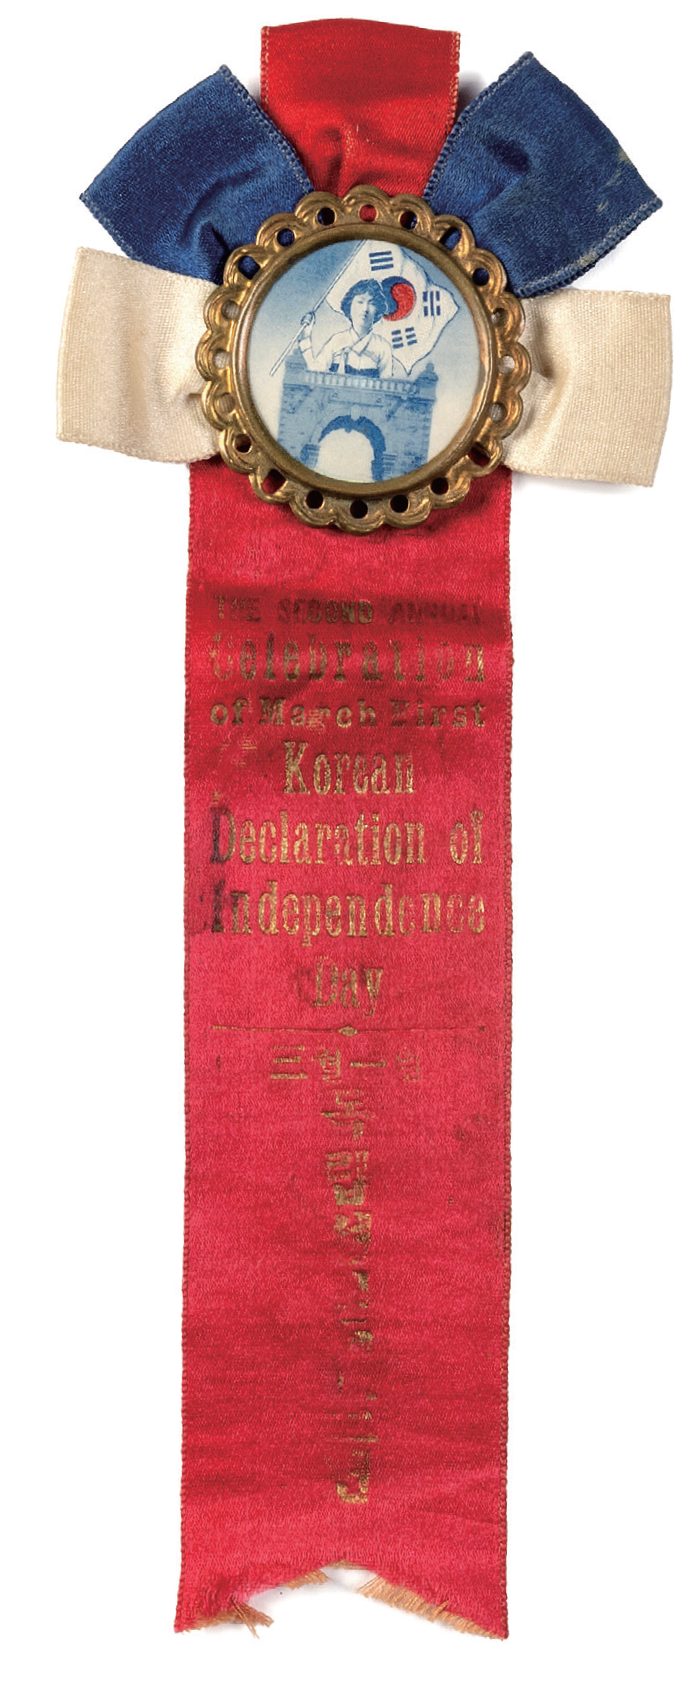 THE SECOND ANNUAL
Celebration
of March First
Korean
Declaration of
Independence
Day
三월一일